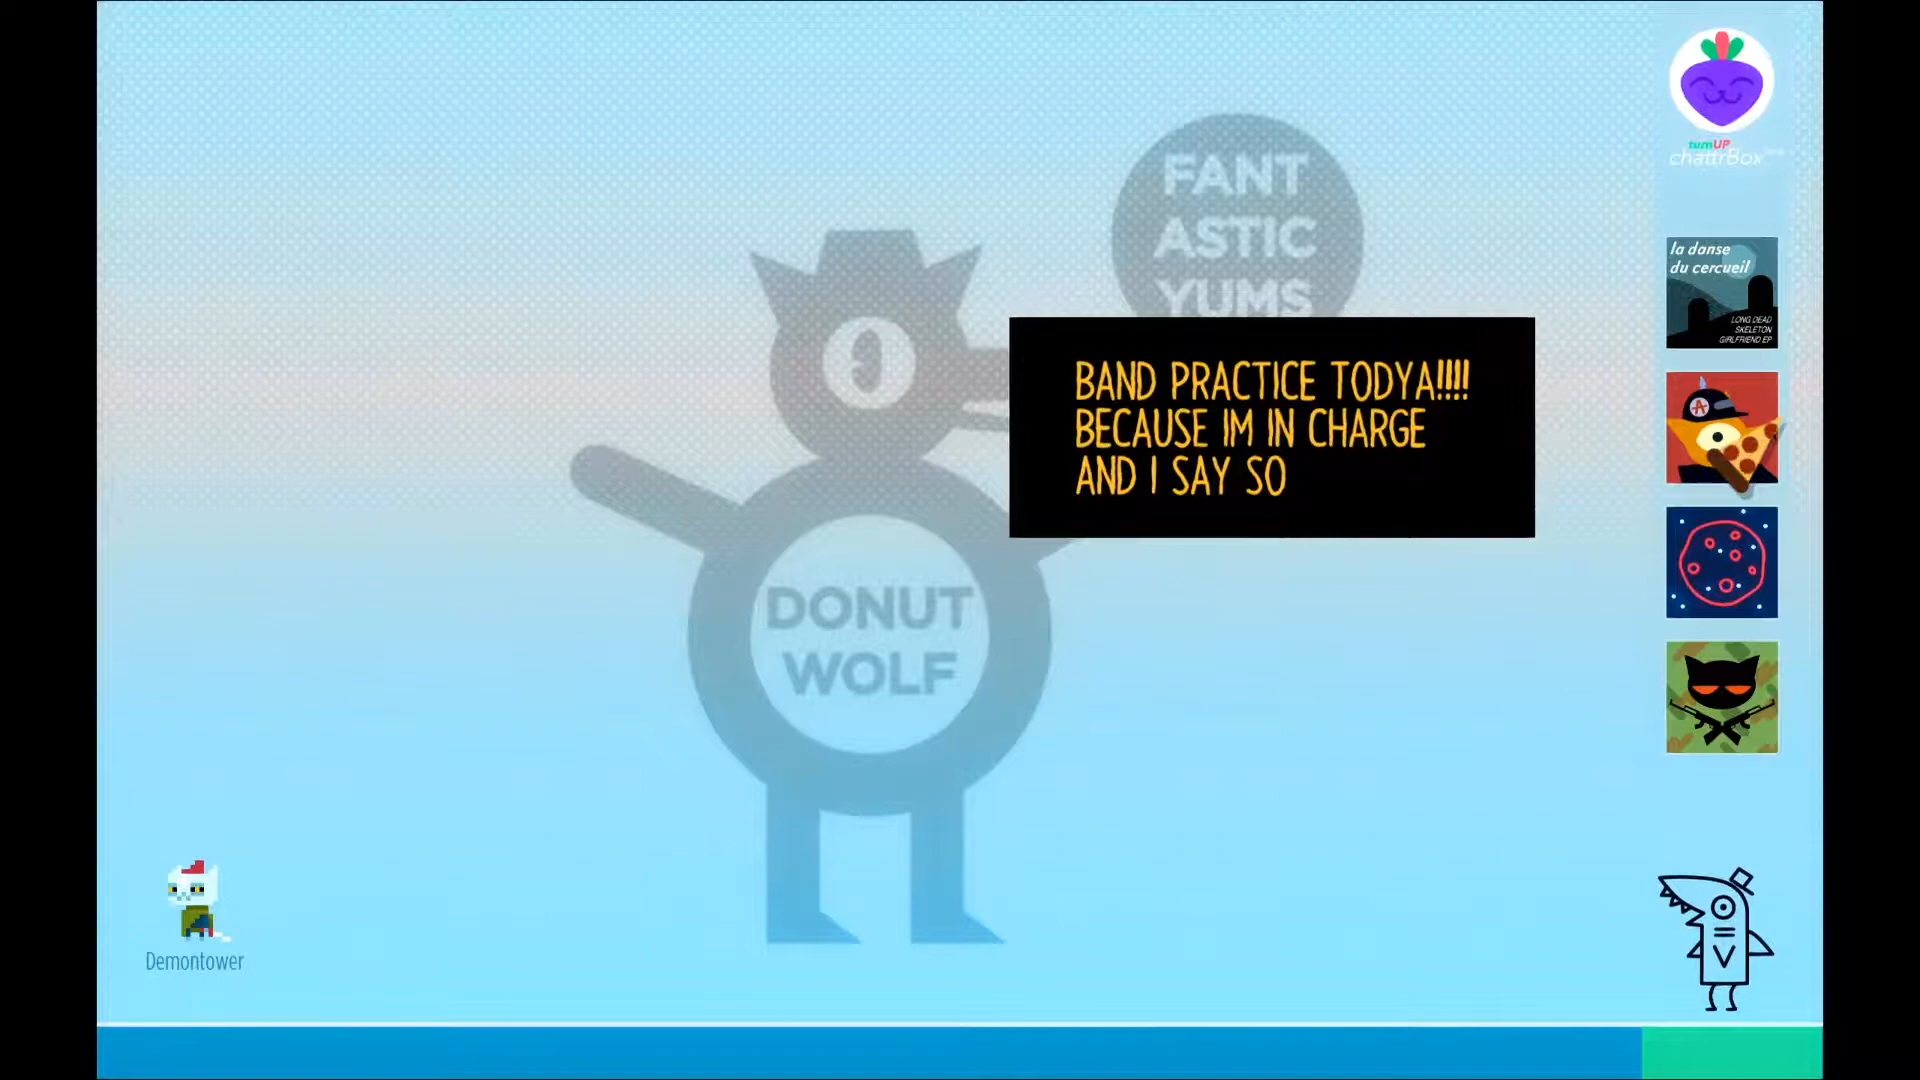 FANT
ASTIC
YUMS
turnUP
chattrBox
la danse
du cercueil
LONG DEAD
SKELETON
GIRLFRIEND EP
BAND PRACTICE TODYA!!!!
BECAUSE IM IN CHARGE
AND I SAY SO
DONUT
WOLF
Demontower